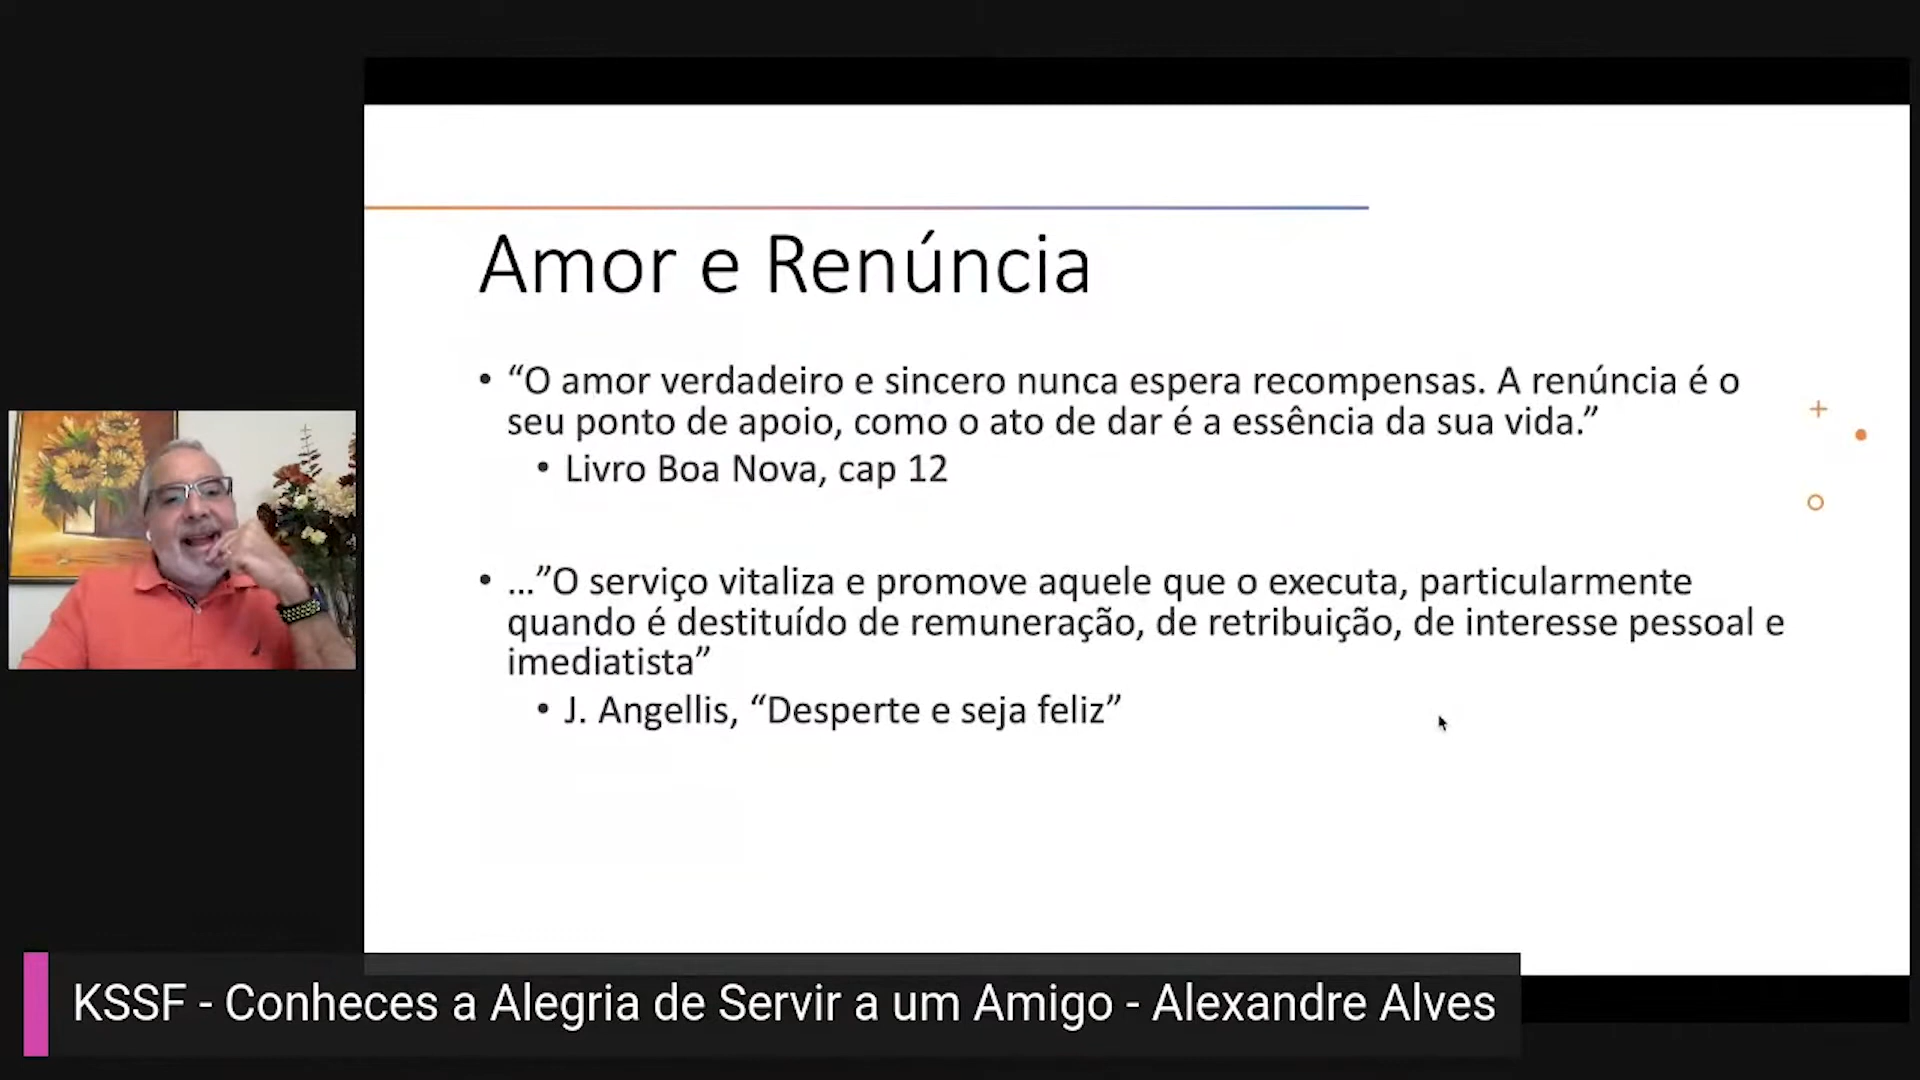 Amor e Renúncia
• “O amor verdadeiro e sincero nunca espera recompensas. A renúncia é o
seu ponto de apoio, como o ato de dar é a essência da sua vida.”
• Livro Boa Nova, cap 12
• ...”O serviço vitaliza e promove aquele que o executa, particularmente
quando é destituído de remuneração, de retribuição, de interesse pessoal e
imediatista”
• J. Angellis, “Desperte e seja feliz”
KSSF - Conheces a Alegria de Servir a um Amigo - Alexandre Alves